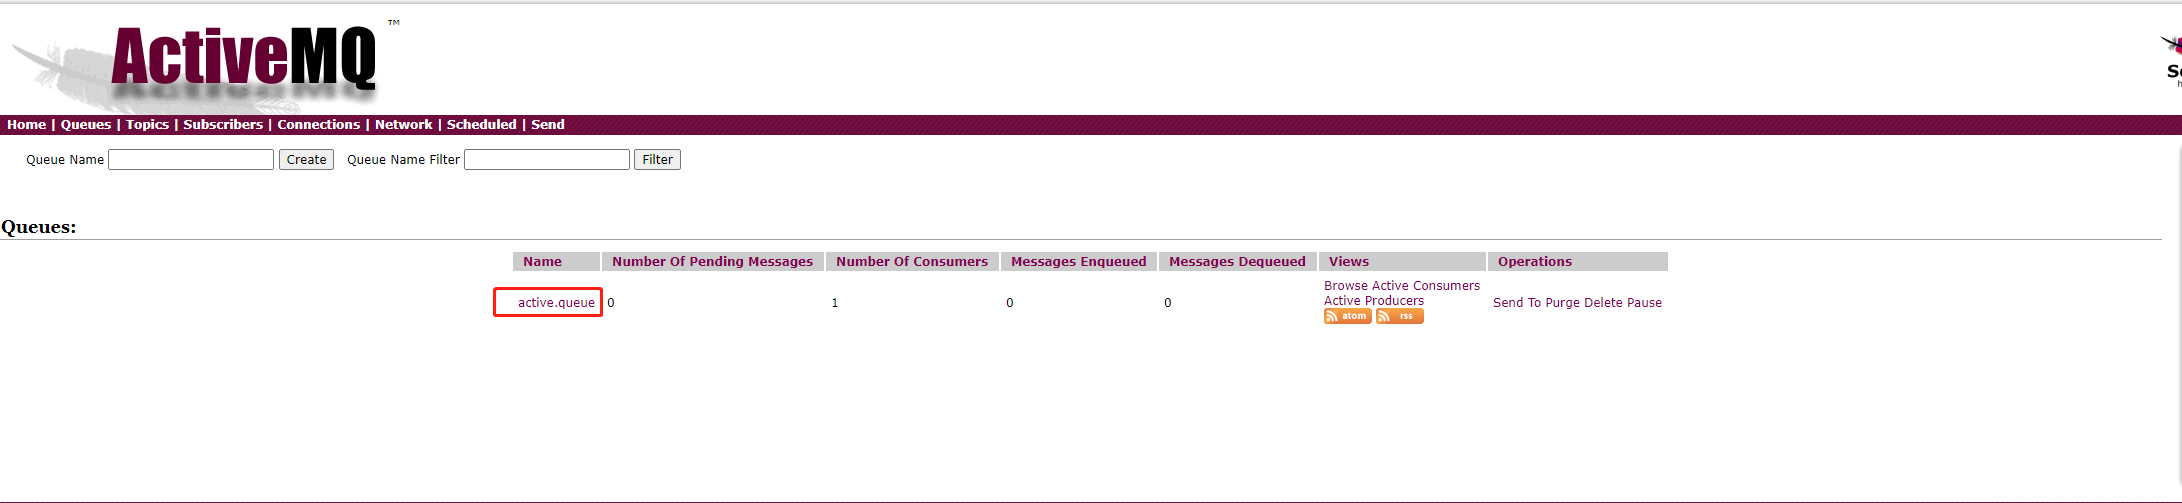 ActiveMQ ™
Home | Queues | Topics | Subscribers | Connections | Network | Scheduled | Send
Queue Name Create Queue Name Filter Filter
Queues:
Name Number Of Pending Messages Number Of Consumers Messages Enqueued Messages Dequeued Views Operations
active.queue 0 1 0 0 Browse Active Consumers
Active Producers
atom rss
Send To Purge Delete Pause